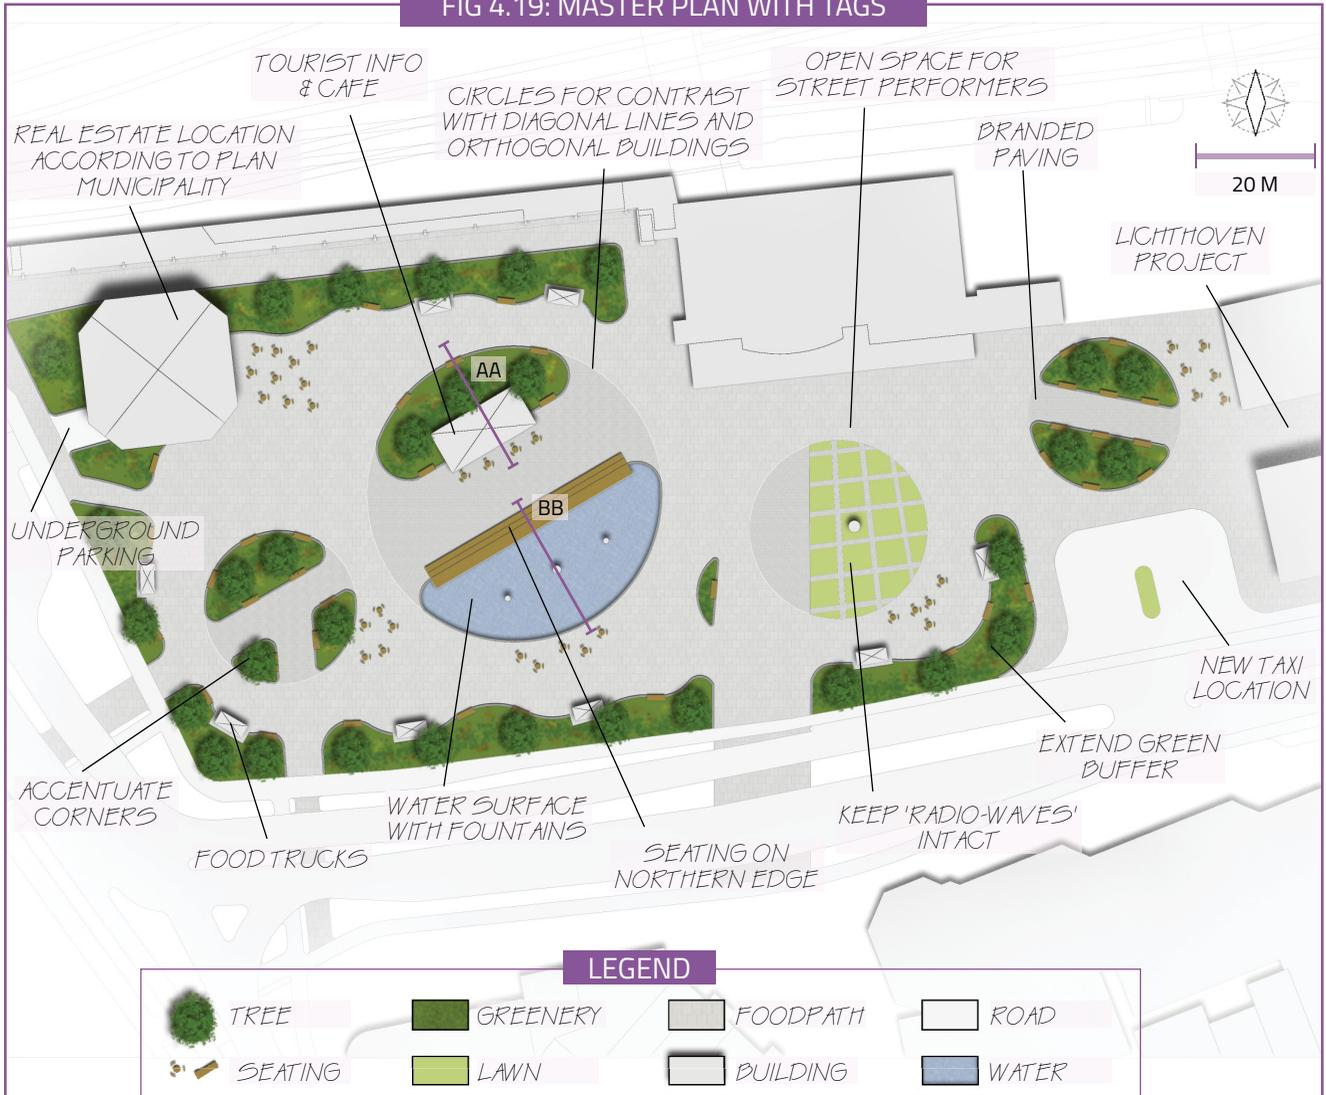 FIG 4.19: MASTER PLAN WITH TAGS
TOURIST INFO
& CAFE
OPEN SPACE FOR
STREET PERFORMERS
CIRCLES FOR CONTRAST
WITH DIAGONAL LINES AND
ORTHOGONAL BUILDINGS
REAL ESTATE LOCATION
ACCORDING TO PLAN
MUNICIPALITY
BRANDED
PAVING
20 M
LICHTHOVEN
PROJECT
AA
BB
UNDERGROUND
PARKING
NEW TAXI
LOCATION
EXTEND GREEN
BUFFER
ACCENTUATE
CORNERS
WATER SURFACE
WITH FOUNTAINS
KEEP 'RADIO-WAVES'
INTACT
FOOD TRUCKS
SEATING ON
NORTHERN EDGE
LEGEND
TREE
GREENERY
FOODPATH
ROAD
SEATING
LAWN
BUILDING
WATER